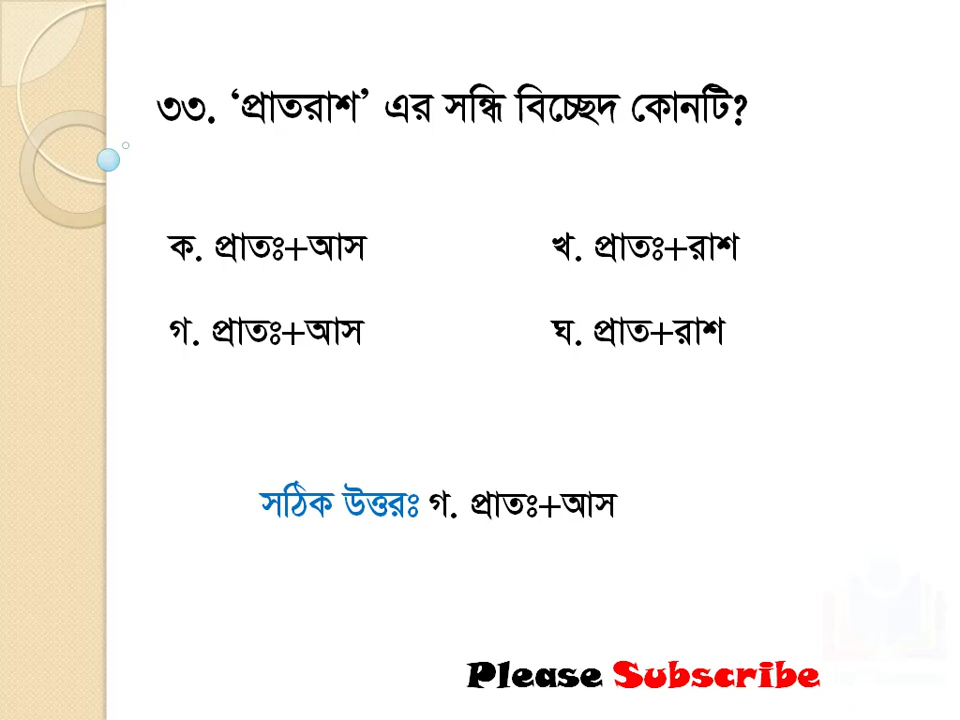 ৩৩. ‘প্রাতরাশ’ এর সন্ধি বিচ্ছেদ কোনটি?
ক. প্রাতঃ+আস খ. প্রাতঃ+রাশ
গ. প্রাতঃ+আস ঘ. প্রাত+রাশ
সঠিক উত্তরঃ গ. প্রাতঃ+আস
Please Subscribe